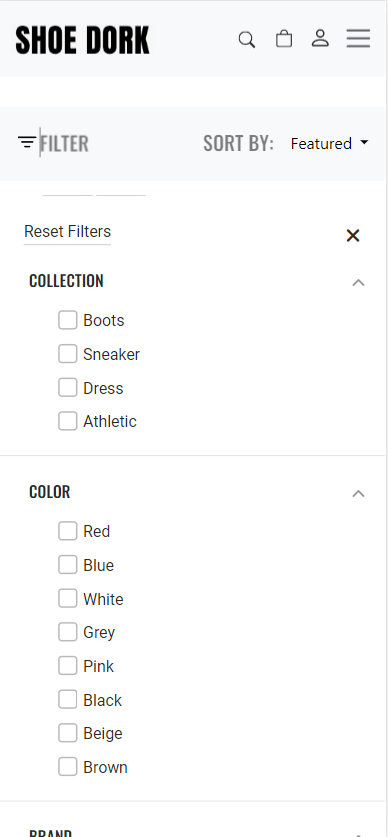 SHOE DORK
FILTER SORT BY: Featured
Reset Filters
COLLECTION
Boots
Sneaker
Dress
Athletic
COLOR
Red
Blue
White
Grey
Pink
Black
Beige
Brown
BRAND